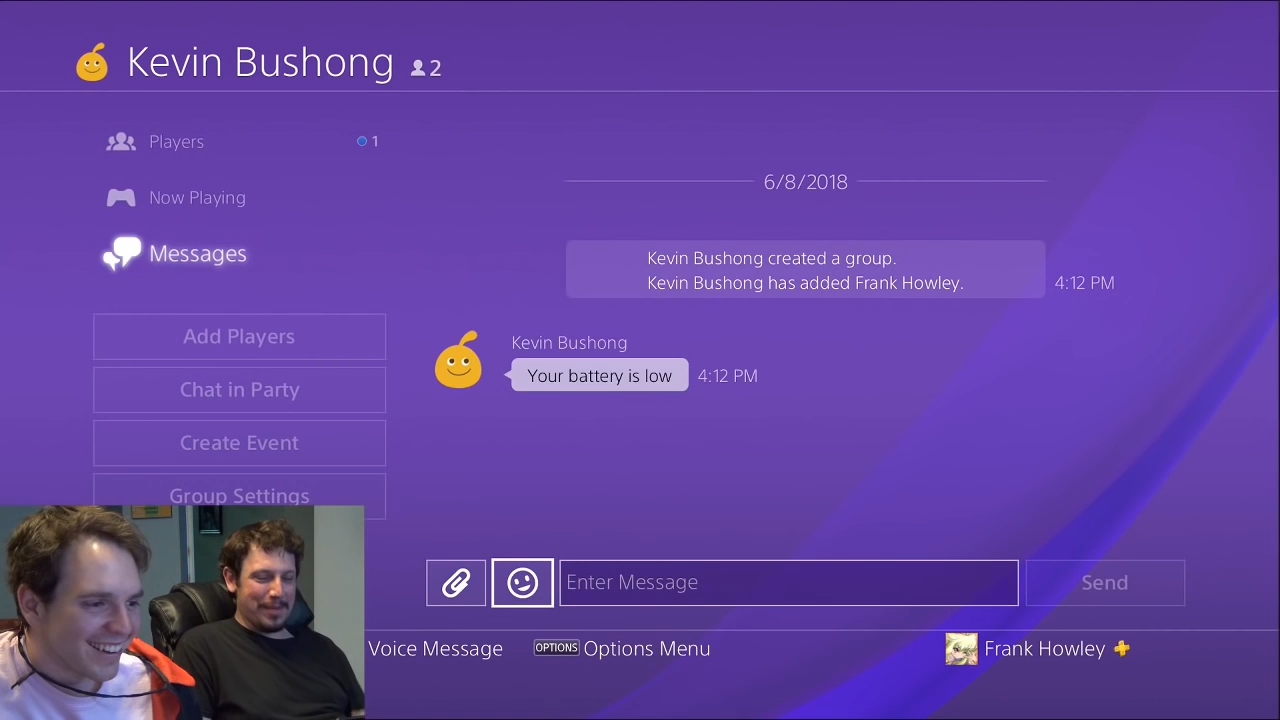 Kevin Bushong 2
Players 1
Now Playing
Messages
Add Players
Chat in Party
Create Event
Group Settings
6/8/2018
Kevin Bushong created a group.
Kevin Bushong has added Frank Howley.
4:12 PM
Kevin Bushong
Your battery is low
4:12 PM
Enter Message
Send
Voice Message
OPTIONS Options Menu
Frank Howley